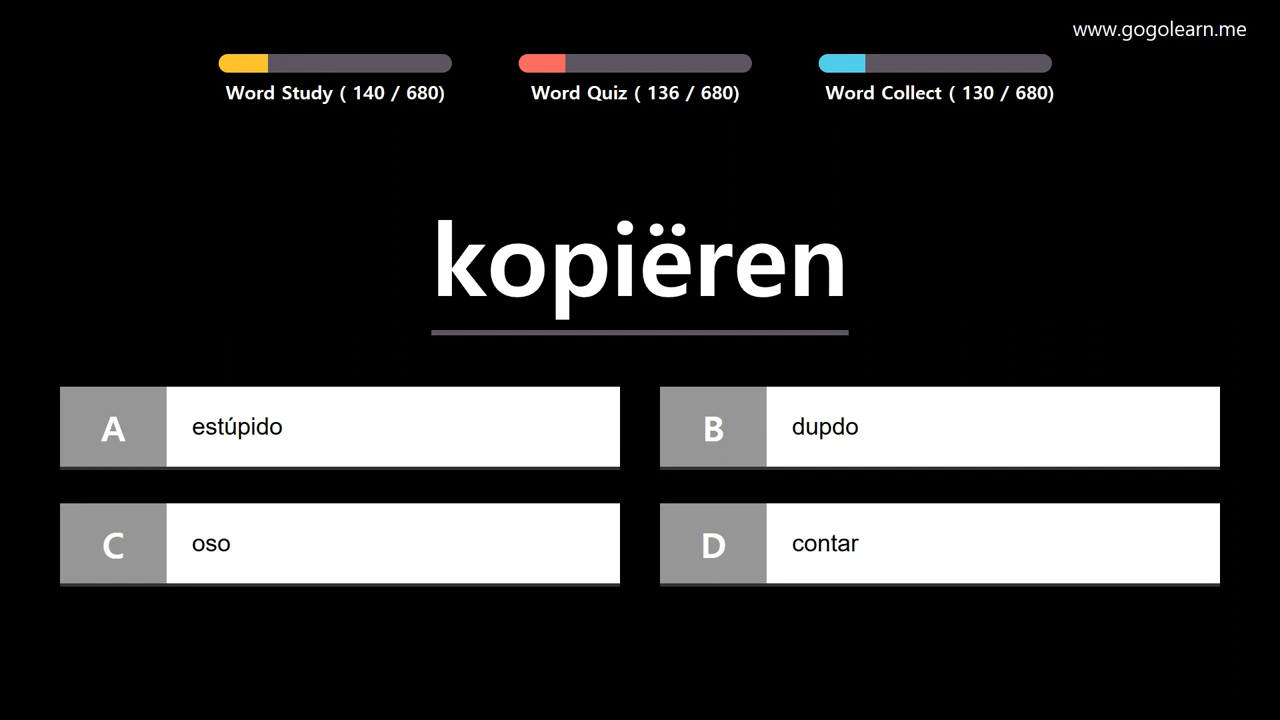 www.gogolearn.me
Word Study ( 140 / 680)
Word Quiz ( 136 / 680)
Word Collect ( 130 / 680)
kopiëren
A estúpido
B dupdo
C oso
D contar